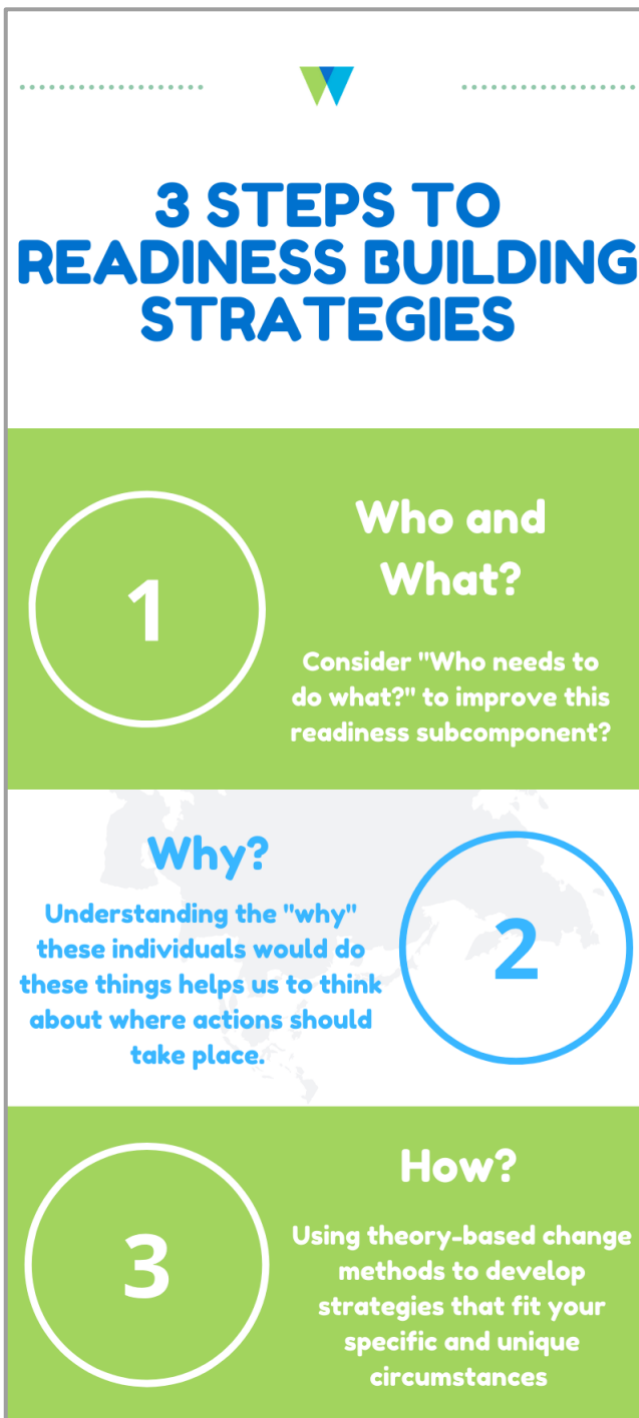 3 STEPS TO
READINESS BUILDING
STRATEGIES
1
Who and
What?
Consider "Who needs to
do what?" to improve this
readiness subcomponent?
Why?
Understanding the "why"
these individuals would do
these things helps us to think
about where actions should
take place.
2
3
How?
Using theory-based change
methods to develop
strategies that fit your
specific and unique
circumstances